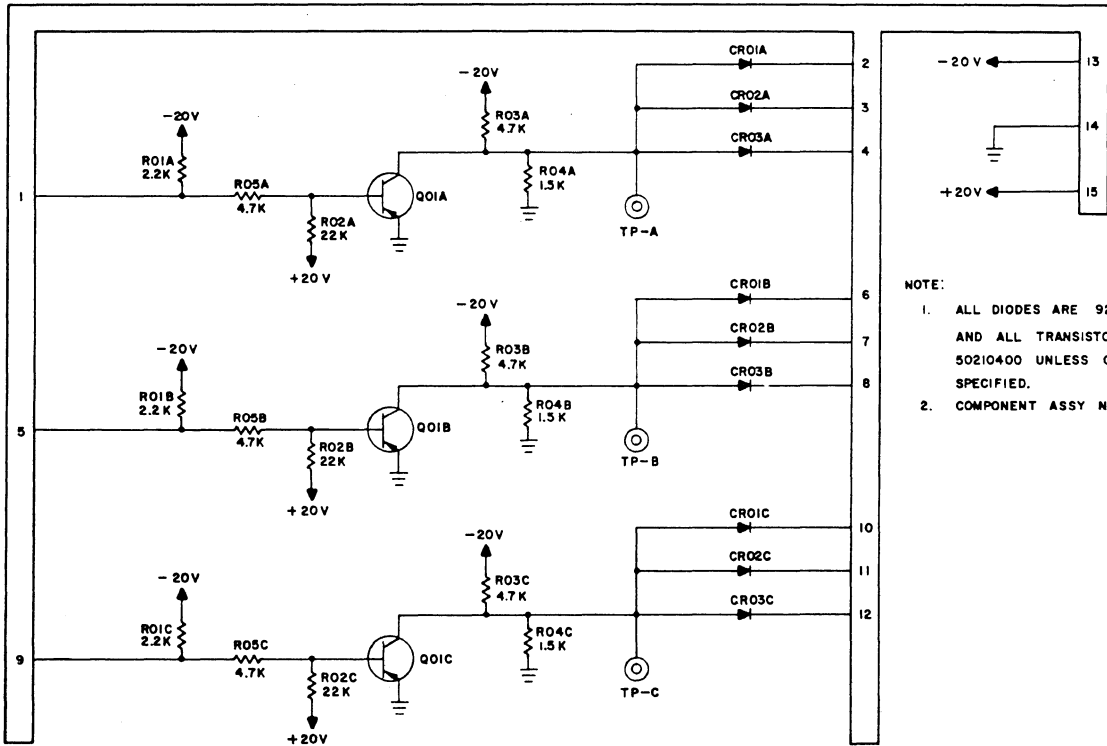 CR01A
2
-20V
13
-20V
R03A
4.7K
CR02A
3
CR03A
4
14
-20V
R01A
2.2K
R04A
1.5K
1
R05A
4.7K
Q01A
+20V
15
R02A
22K
TP-A
+20V
CR01B
6
NOTE:
-20V
CR02B
7
1. ALL DIODES ARE
AND ALL
50210400 UNLESS
SPECIFIED.
2. COMPONENT ASSY
-20V
R03B
4.7K
CR03B
8
R01B
2.2K
R04B
1.5K
5
R05B
4.7K
Q01B
R02B
22K
TP-B
+20V
CR01C
10
-20V
CR02C
11
-20V
R03C
4.7K
CR03C
12
R01C
2.2K
R04C
1.5K
9
R05C
4.7K
Q01C
R02C
22K
TP-C
+20V